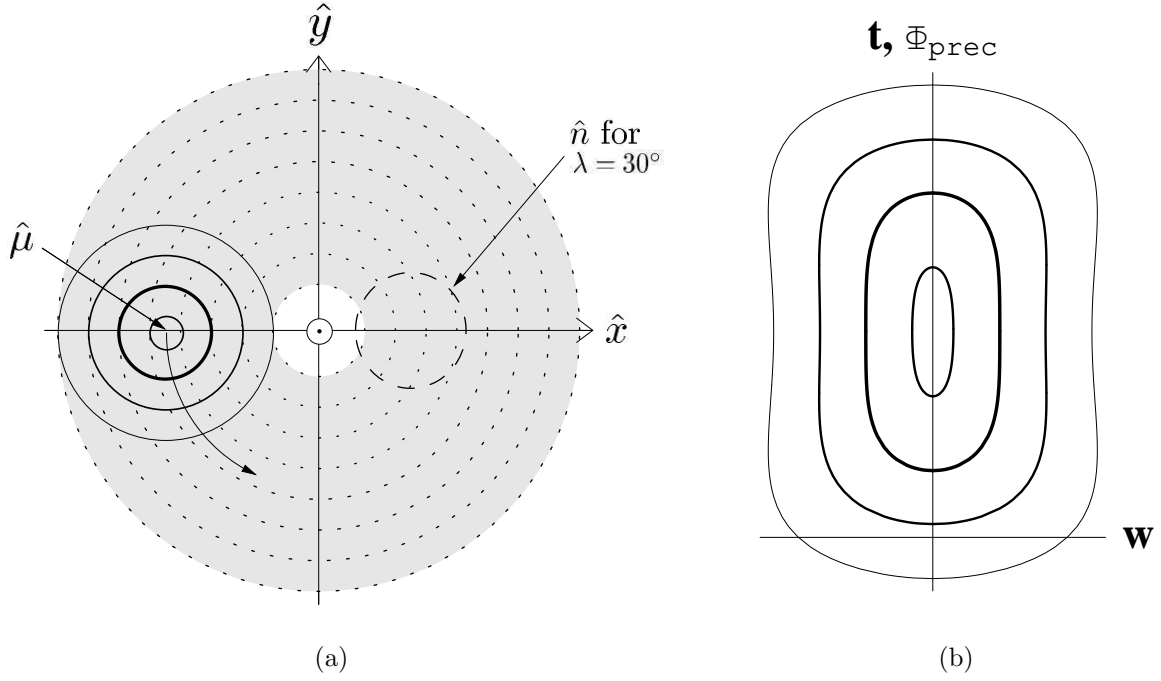 ŷ
t, Φprec
n̂ for
λ = 30°
μ̂
x̂
w
(a)
(b)